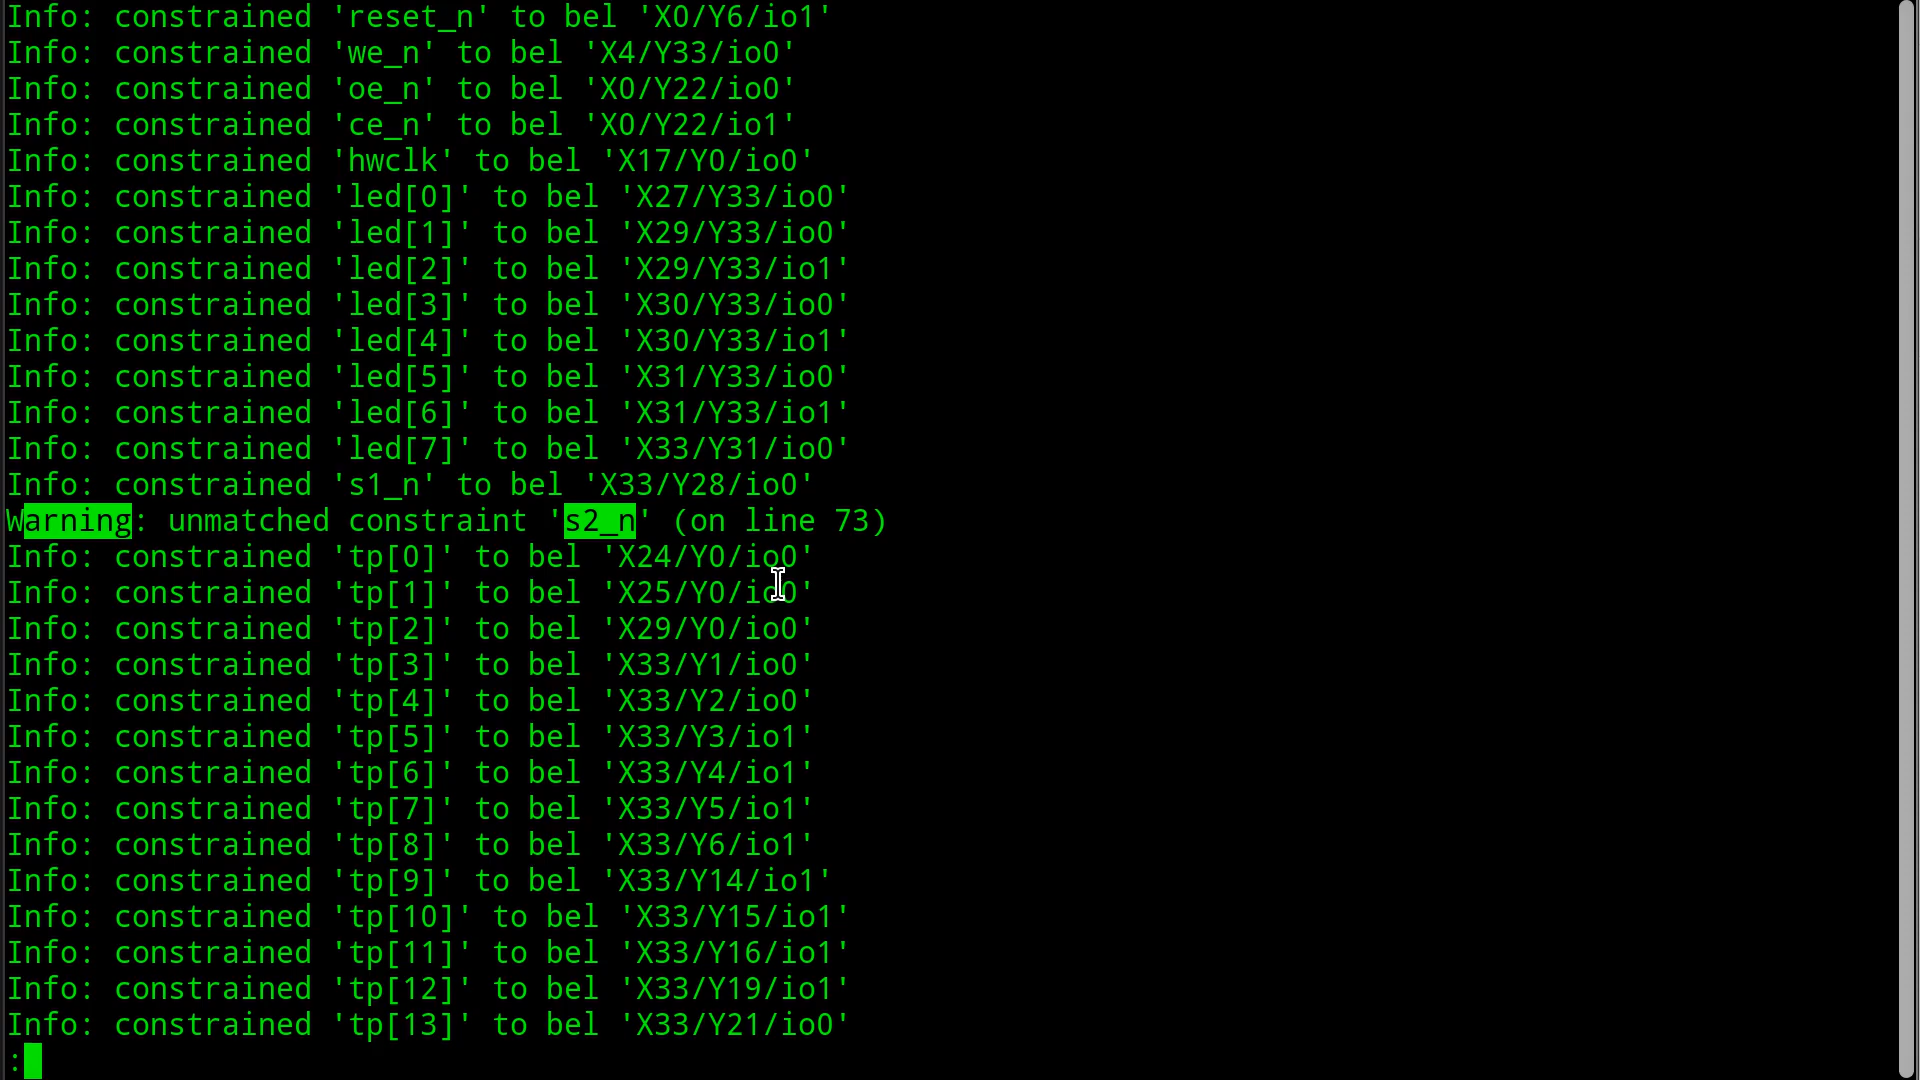 Info: constrained 'reset_n' to bel 'X0/Y6/io1'
Info: constrained 'we_n' to bel 'X4/Y33/io0'
Info: constrained 'oe_n' to bel 'X0/Y22/io0'
Info: constrained 'ce_n' to bel 'X0/Y22/io1'
Info: constrained 'hwclk' to bel 'X17/Y0/io0'
Info: constrained 'led[0]' to bel 'X27/Y33/io0'
Info: constrained 'led[1]' to bel 'X29/Y33/io0'
Info: constrained 'led[2]' to bel 'X29/Y33/io1'
Info: constrained 'led[3]' to bel 'X30/Y33/io0'
Info: constrained 'led[4]' to bel 'X30/Y33/io1'
Info: constrained 'led[5]' to bel 'X31/Y33/io0'
Info: constrained 'led[6]' to bel 'X31/Y33/io1'
Info: constrained 'led[7]' to bel 'X33/Y31/io0'
Info: constrained 's1_n' to bel 'X33/Y28/io0'
Warning: unmatched constraint 's2_n' (on line 73)
Info: constrained 'tp[0]' to bel 'X24/Y0/io0'
Info: constrained 'tp[1]' to bel 'X25/Y0/io0'
Info: constrained 'tp[2]' to bel 'X29/Y0/io0'
Info: constrained 'tp[3]' to bel 'X33/Y1/io0'
Info: constrained 'tp[4]' to bel 'X33/Y2/io0'
Info: constrained 'tp[5]' to bel 'X33/Y3/io1'
Info: constrained 'tp[6]' to bel 'X33/Y4/io1'
Info: constrained 'tp[7]' to bel 'X33/Y5/io1'
Info: constrained 'tp[8]' to bel 'X33/Y6/io1'
Info: constrained 'tp[9]' to bel 'X33/Y14/io1'
Info: constrained 'tp[10]' to bel 'X33/Y15/io1'
Info: constrained 'tp[11]' to bel 'X33/Y16/io1'
Info: constrained 'tp[12]' to bel 'X33/Y19/io1'
Info: constrained 'tp[13]' to bel 'X33/Y21/io0'
: